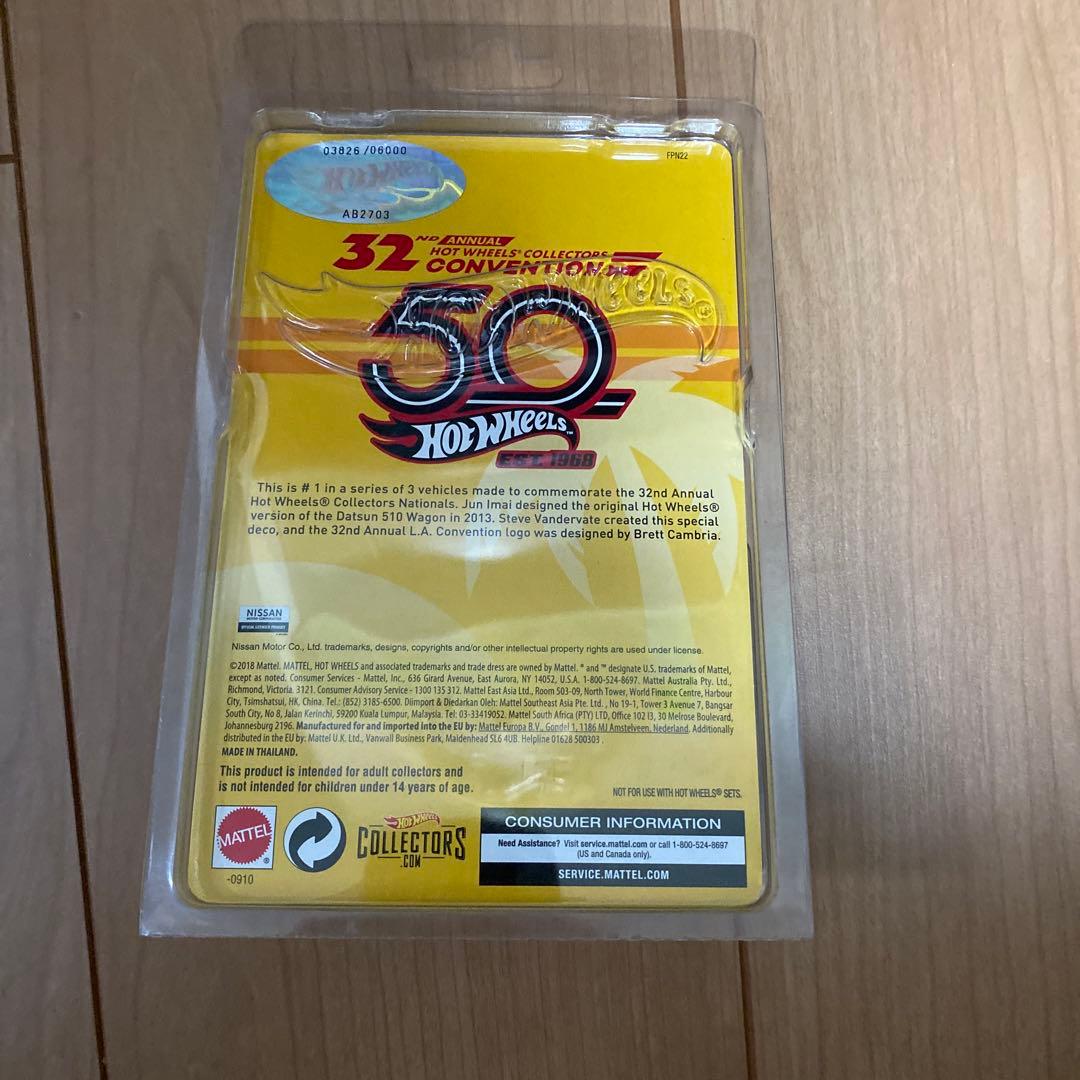 03826 /06000
FPN22
AB2703
32ND ANNUAL
HOT WHEELS® COLLECTORS
CONVENTION
50
HOT WHEELS™
EST. 1968
This is # 1 in a series of 3 vehicles made to commemorate the 32nd Annual
Hot Wheels® Collectors Nationals. Jun Imai designed the original Hot Wheels®
version of the Datsun 510 Wagon in 2013. Steve Vandervate created this special
deco, and the 32nd Annual L.A. Convention logo was designed by Brett Cambria.
NISSAN
Nissan Motor Co., Ltd. trademarks, designs, copyrights and/or other intellectual property rights are used under license.
©2018 Mattel. MATTEL, HOT WHEELS and associated trademarks and trade dress are owned by Mattel. ® and ™ designate U.S. trademarks of Mattel,
except as noted. Consumer Services - Mattel, Inc., 636 Girard Avenue, East Aurora, NY 14052, U.S.A. 1-800-524-8697. Mattel Australia Pty. Ltd.,
Richmond, Victoria. 3121. Consumer Advisory Service - 1300 135 312. Mattel East Asia Ltd., Room 503-09, North Tower, World Finance Centre, Harbour
City, Tsimshatsui, HK, China. Tel.: (852) 3185-6500. Diimport & Diedarkan Oleh: Mattel Southeast Asia Pte. Ltd. , No 19-1, Tower 3 Avenue 7, Bangsar
South City, No 8, Jalan Kerinchi, 59200 Kuala Lumpur, Malaysia. Tel: 03-33419052. Mattel South Africa (PTY) LTD, Office 102 I3, 30 Melrose Boulevard,
Johannesburg 2196. Manufactured for and imported into the EU by: Mattel Europa B.V., Gondel 1, 1186 MJ Amstelveen, Nederland. Additionally
distributed in the EU by: Mattel U.K. Ltd., Vanwall Business Park, Maidenhead SL6 4UB. Helpline 01628 500303 .
MADE IN THAILAND.
This product is intended for adult collectors and
is not intended for children under 14 years of age.
NOT FOR USE WITH HOT WHEELS® SETS.
MATTEL®
-0910
HOT WHEELS
COLLECTORS
.COM
CONSUMER INFORMATION
Need Assistance? Visit service.mattel.com or call 1-800-524-8697
(US and Canada only).
SERVICE.MATTEL.COM